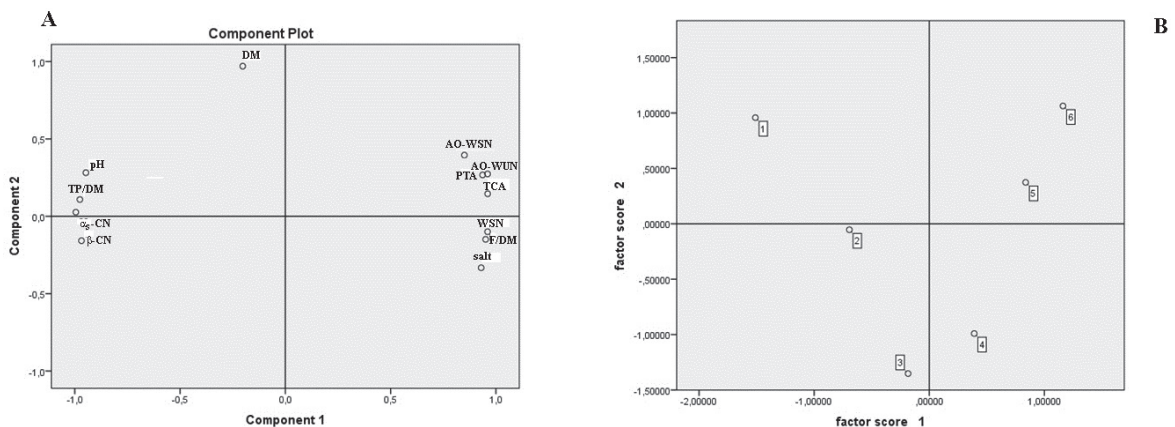 A
Component Plot
DM
1,0
0,5
0,0
-0,5
-1,0
Component 2
AO-WSN
AO-WUN
PTA
TCA
pH
TP/DM
αs-CN
β-CN
WSN
F/DM
salt
-1,0 -0,5 0,0 0,5 1,0
Component 1
B
1,50000
1,00000
,50000
,00000
-,50000
-1,00000
-1,50000
factor score 2
1
6
5
2
3
4
-2,00000 -1,00000 ,00000 1,00000
factor score 1